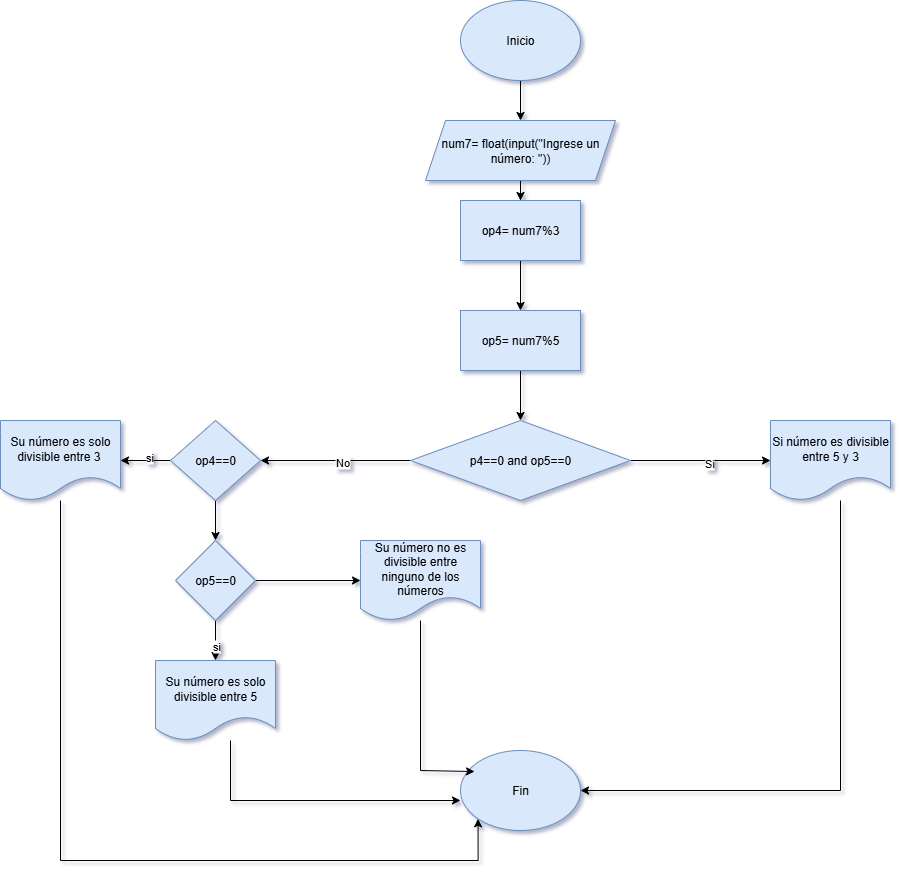 Inicio
num7= float(input("Ingrese un
número: "))
op4= num7%3
op5= num7%5
Su número es solo
divisible entre 3
si
op4==0
No
p4==0 and op5==0
Si
Si número es divisible
entre 5 y 3
op5==0
Su número no es
divisible entre
ninguno de los
números
si
Su número es solo
divisible entre 5
Fin